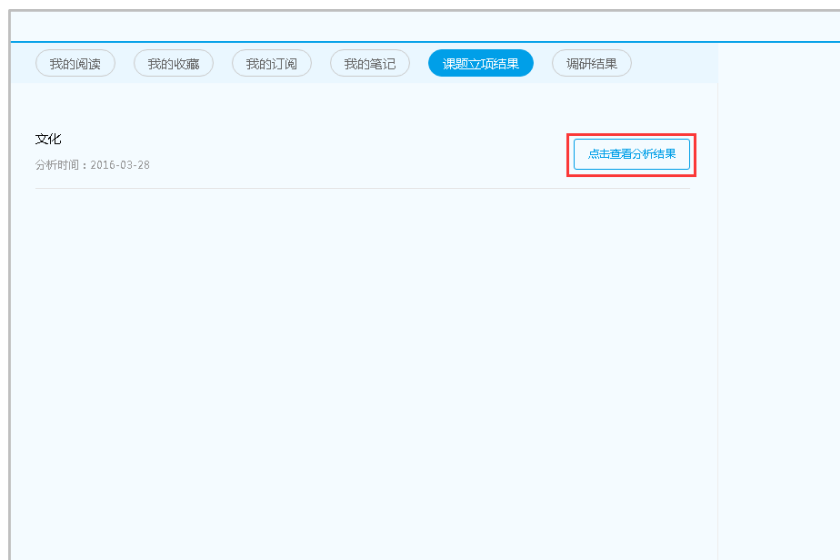 我的阅读 我的收藏 我的订阅 我的笔记 课题立项结果 调研结果
文化
点击查看分析结果
分析时间：2016-03-28